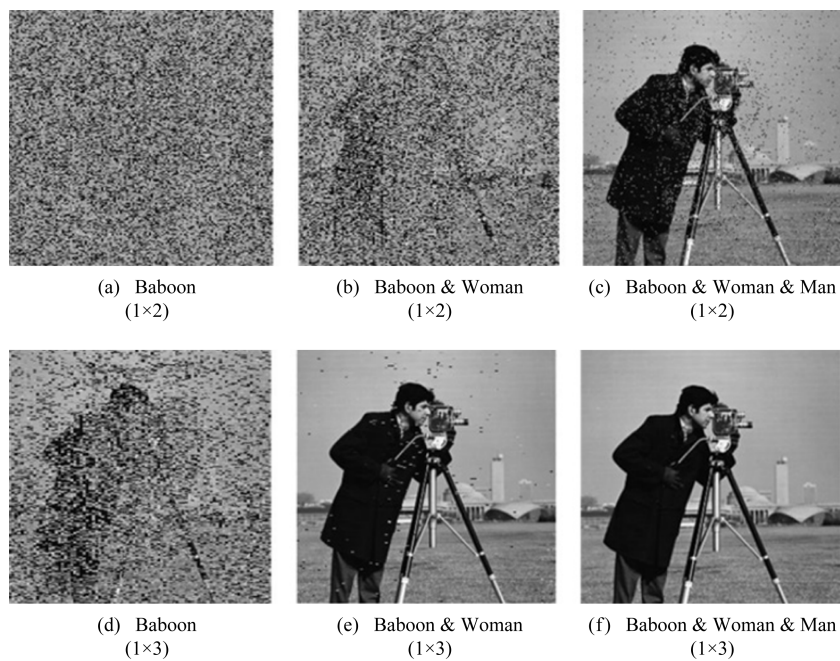 (a) Baboon
(1×2)
(b) Baboon & Woman
(1×2)
(c) Baboon & Woman & Man
(1×2)
(d) Baboon
(1×3)
(e) Baboon & Woman
(1×3)
(f) Baboon & Woman & Man
(1×3)